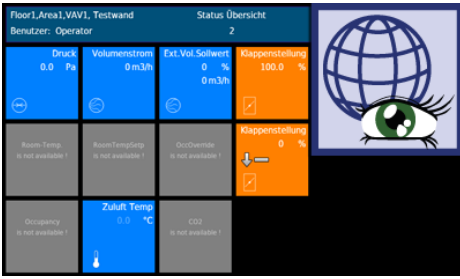 Floor1,Area1,VAV1, Testwand Status Übersicht
Benutzer: Operator 2
Druck
0.0 Pa
Volumenstrom
0 m3/h
Ext.Vol.Sollwert
0 %
0 m3/h
Klappenstellung
100.0 %
Room-Temp.
is not available !
RoomTempSetp
is not available !
OccOverride
is not available !
Klappenstellung
0 %
Occupancy
is not available !
Zuluft Temp
0.0 °C
CO2
is not available !